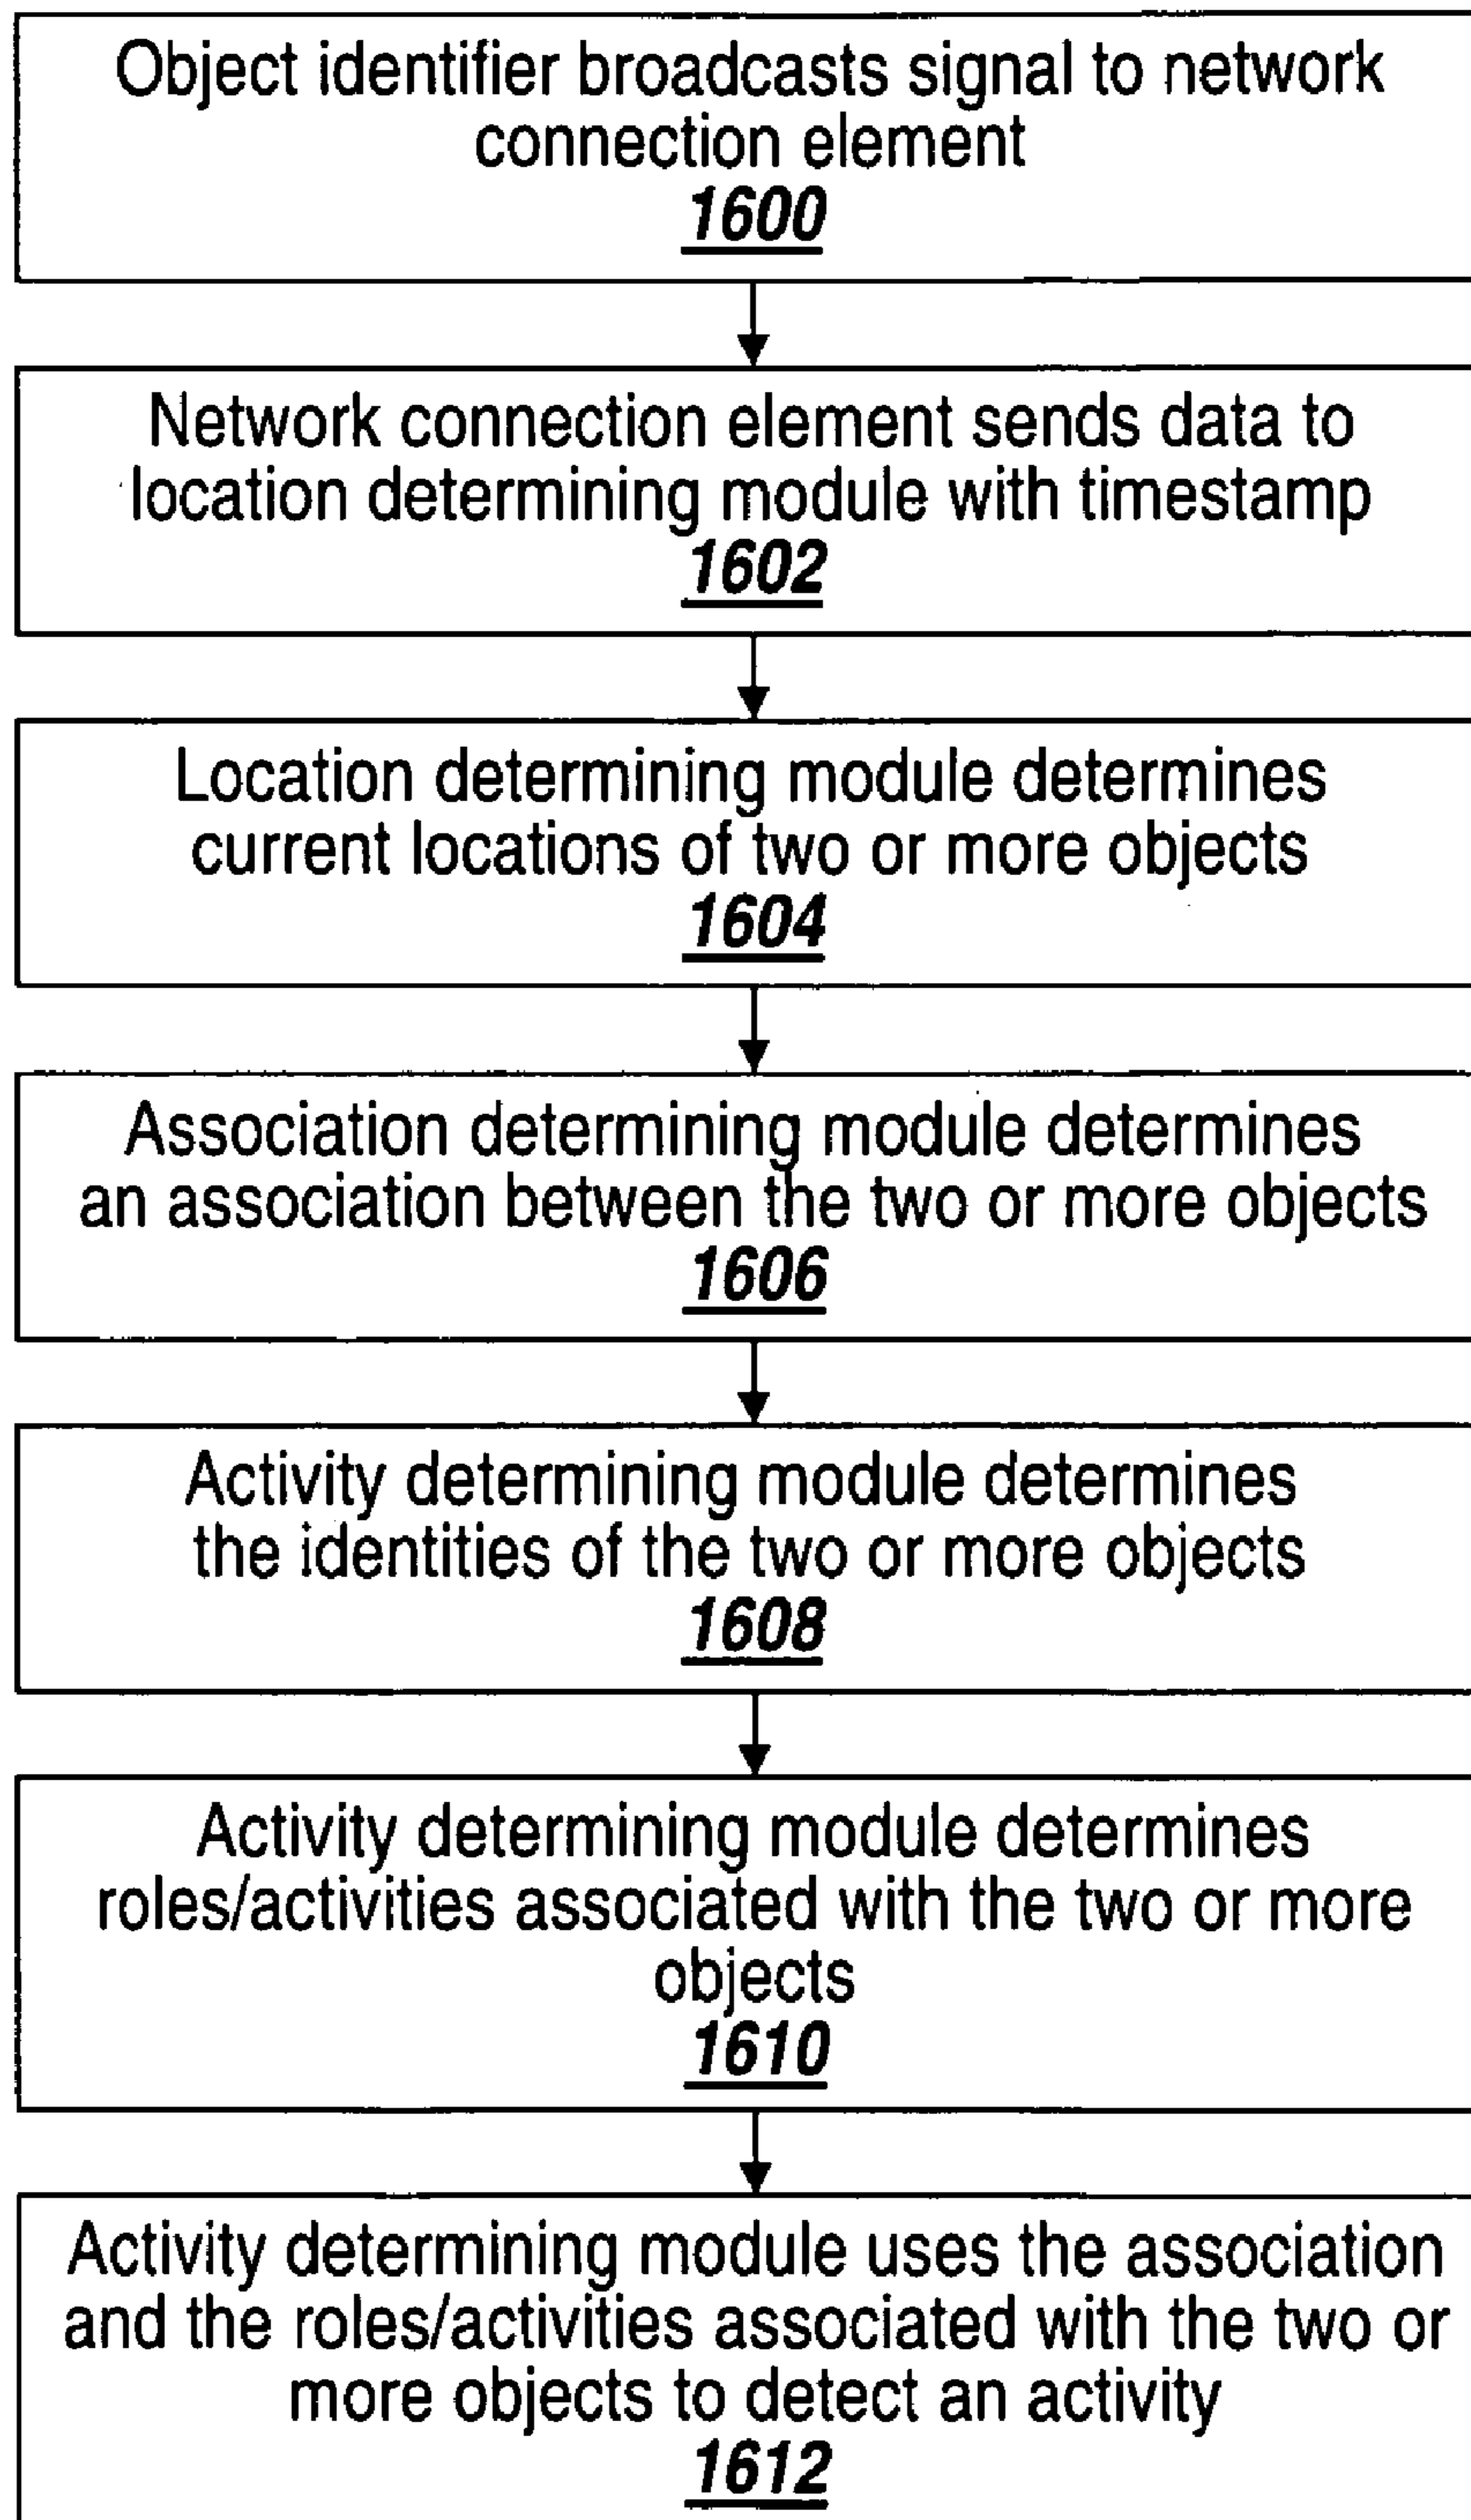 Object identifier broadcasts signal to network
connection element
1600
Network connection element sends data to
location determining module with timestamp
1602
Location determining module determines
current locations of two or more objects
1604
Association determining module determines
an association between the two or more objects
1606
Activity determining module determines
the identities of the two or more objects
1608
Activity determining module determines
roles/activities associated with the two or more
objects
1610
Activity determining module uses the association
and the roles/activities associated with the two or
more objects to detect an activity
1612